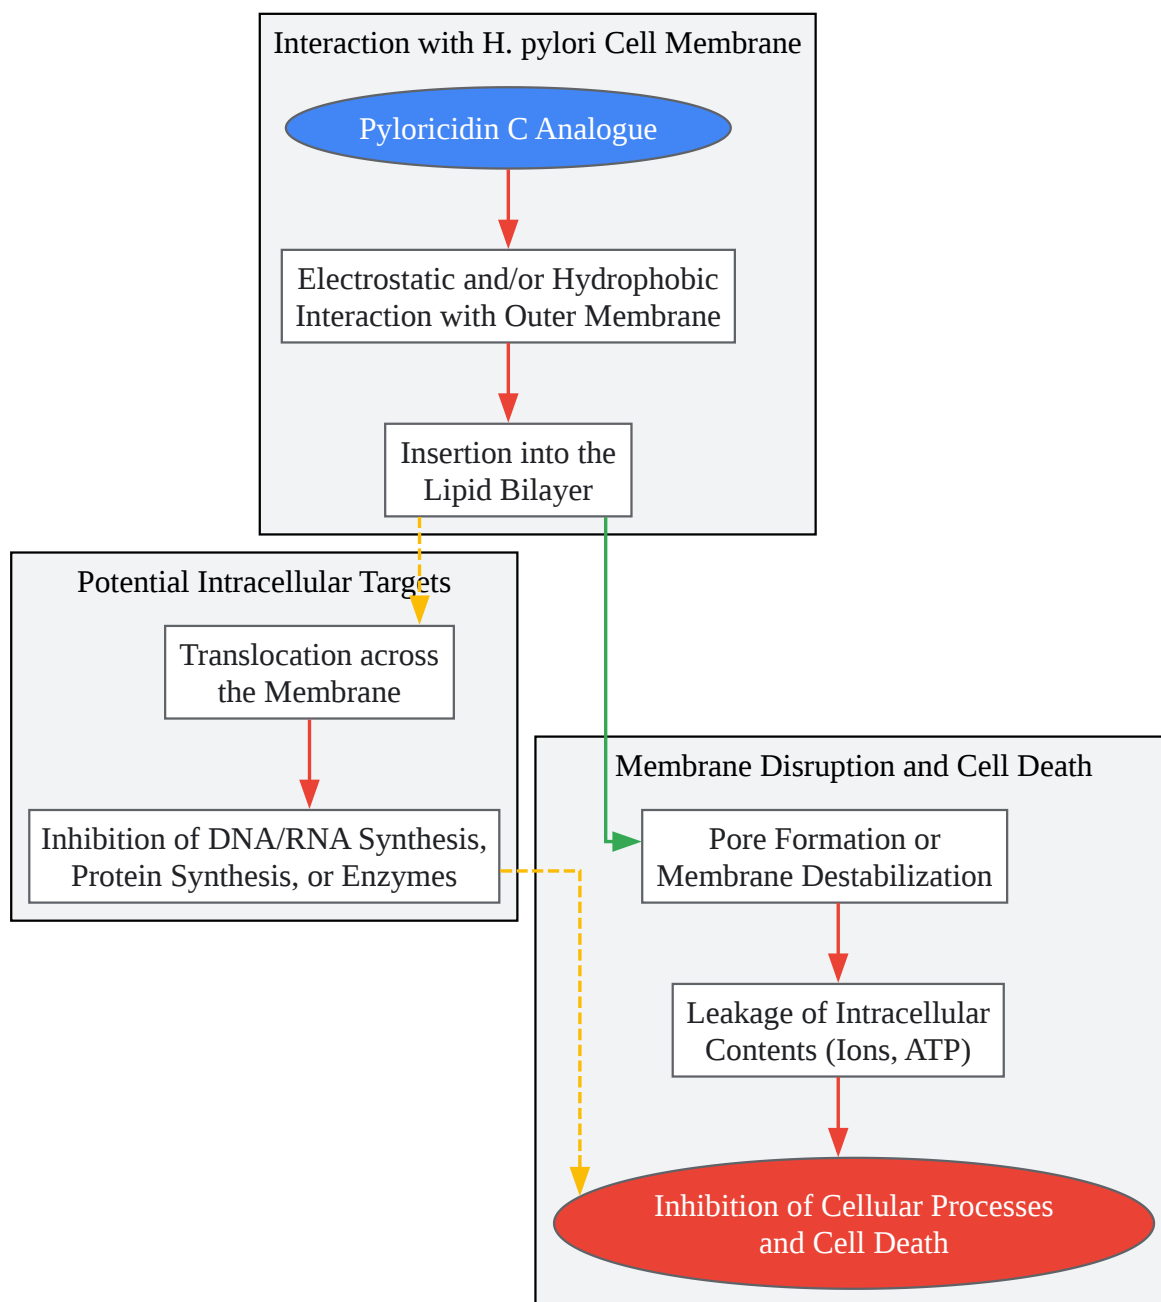 Interaction with H. pylori Cell Membrane
Pyloricidin C Analogue
Electrostatic and/or Hydrophobic
Interaction with Outer Membrane
Insertion into the
Lipid Bilayer
Potential Intracellular Targets
Translocation across
the Membrane
Inhibition of DNA/RNA Synthesis,
Protein Synthesis, or Enzymes
Membrane Disruption and Cell Death
Pore Formation or
Membrane Destabilization
Leakage of Intracellular
Contents (Ions, ATP)
Inhibition of Cellular Processes
and Cell Death